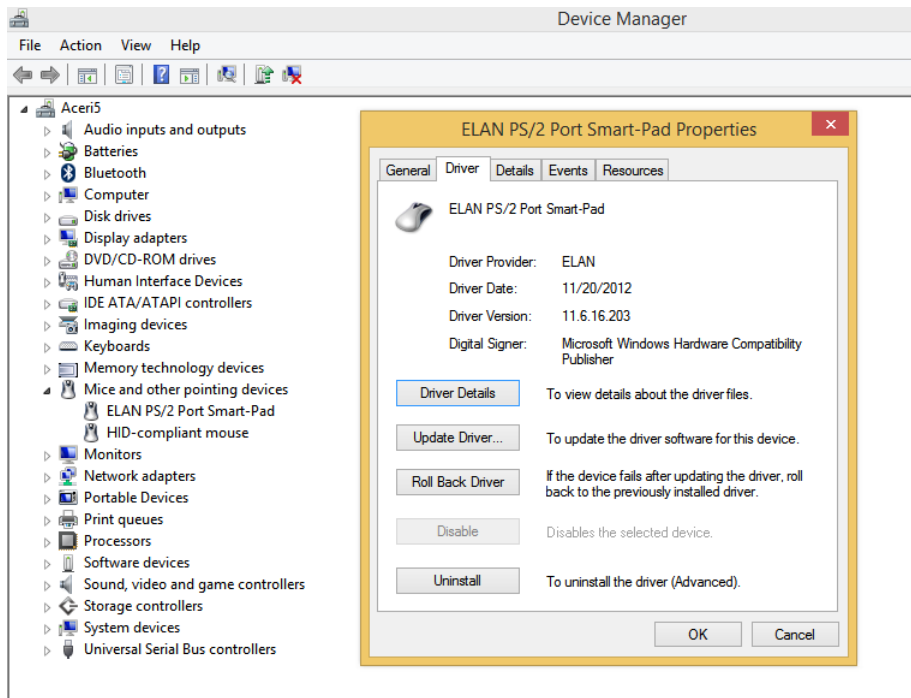 Device Manager
File Action View Help
Aceri5
Audio inputs and outputs
Batteries
Bluetooth
Computer
Disk drives
Display adapters
DVD/CD-ROM drives
Human Interface Devices
IDE ATA/ATAPI controllers
Imaging devices
Keyboards
Memory technology devices
Mice and other pointing devices
ELAN PS/2 Port Smart-Pad
HID-compliant mouse
Monitors
Network adapters
Portable Devices
Print queues
Processors
Software devices
Sound, video and game controllers
Storage controllers
System devices
Universal Serial Bus controllers
ELAN PS/2 Port Smart-Pad Properties
General Driver Details Events Resources
ELAN PS/2 Port Smart-Pad
Driver Provider: ELAN
Driver Date: 11/20/2012
Driver Version: 11.6.16.203
Digital Signer: Microsoft Windows Hardware Compatibility
Publisher
Driver Details To view details about the driver files.
Update Driver... To update the driver software for this device.
Roll Back Driver If the device fails after updating the driver, roll
back to the previously installed driver.
Disable Disables the selected device.
Uninstall To uninstall the driver (Advanced).
OK Cancel